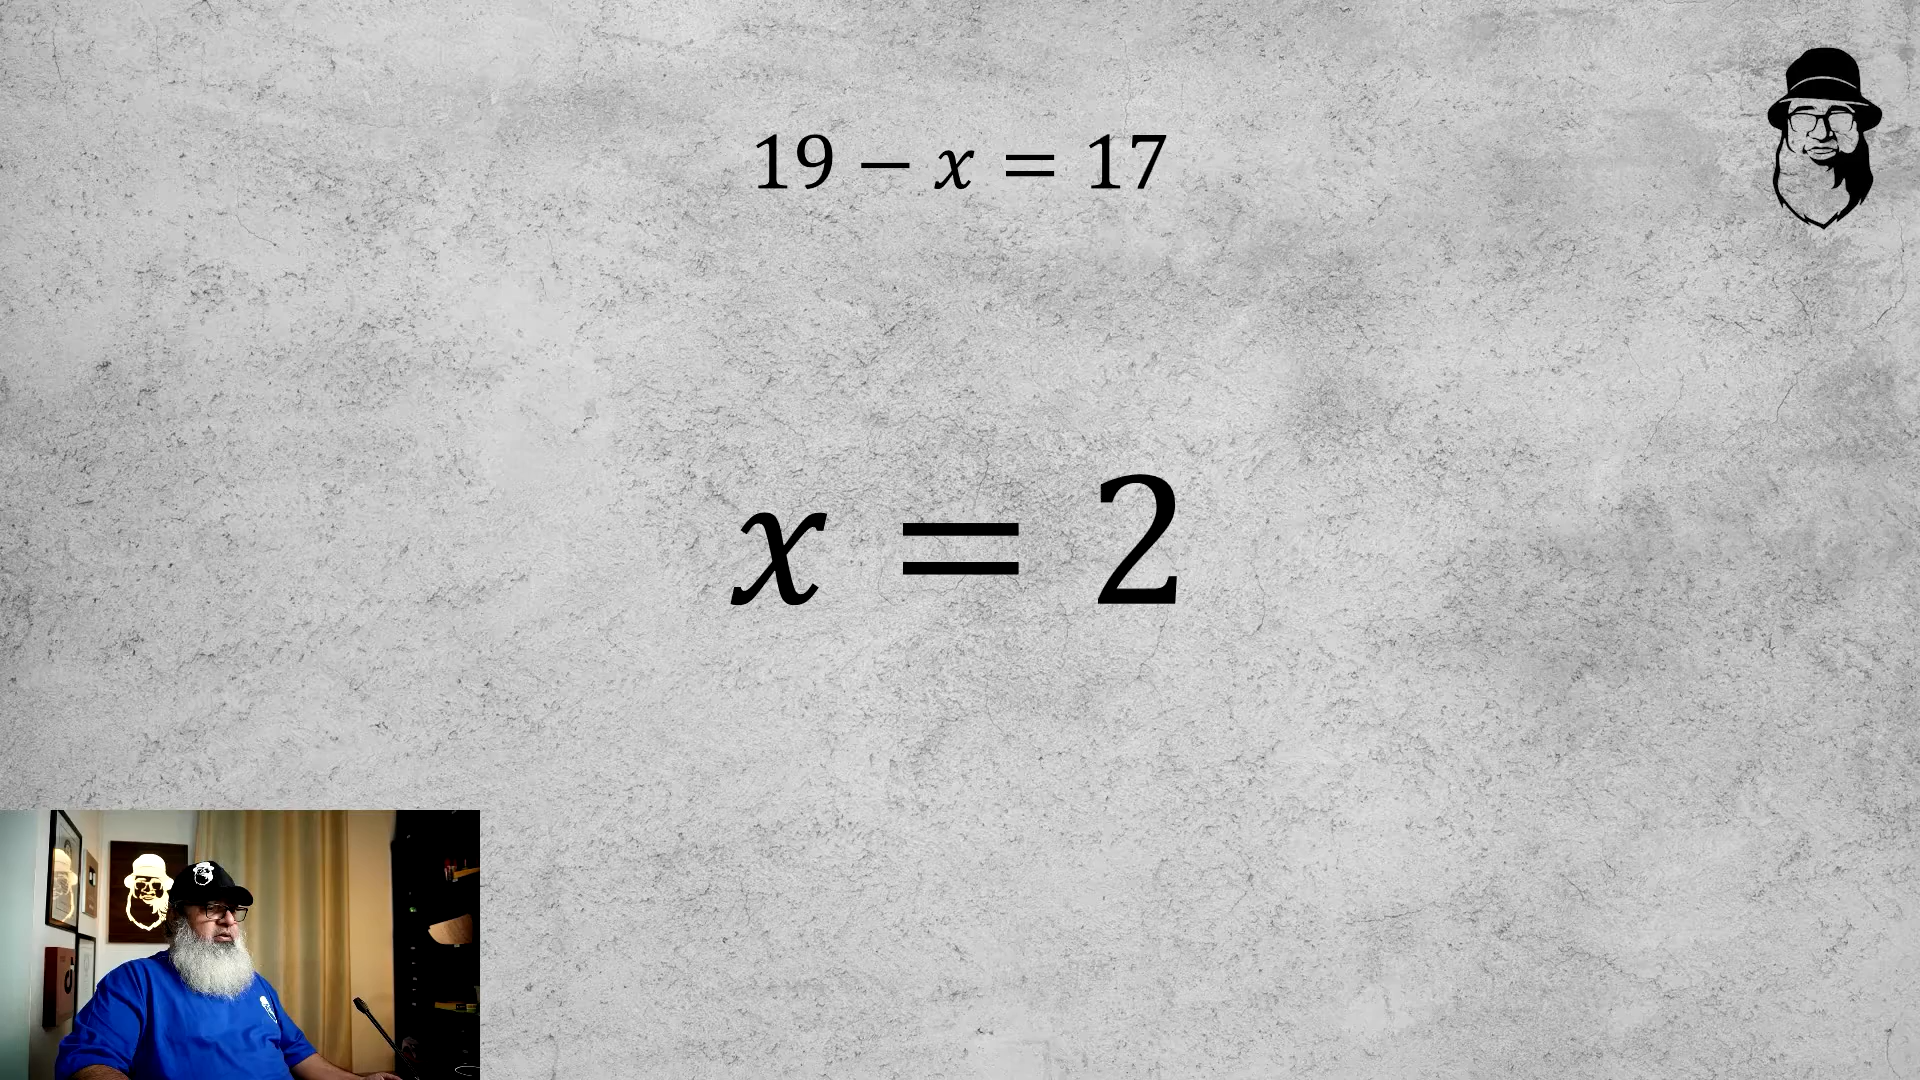 19 − x = 17
x = 2